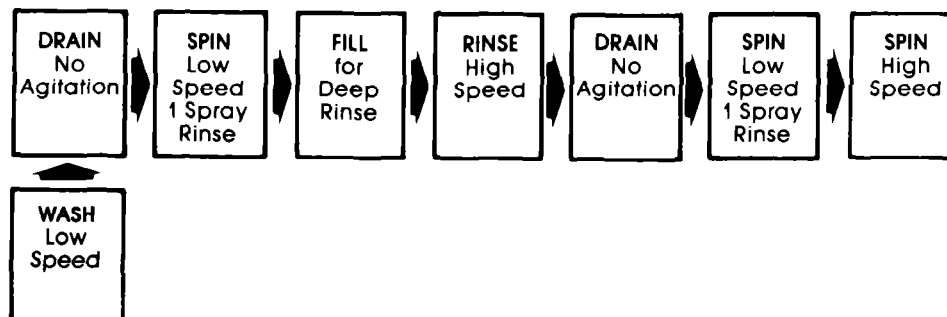 DRAIN
No
Agitation
SPIN
Low
Speed
1 Spray
Rinse
FILL
for
Deep
Rinse
RINSE
High
Speed
DRAIN
No
Agitation
SPIN
Low
Speed
1 Spray
Rinse
SPIN
High
Speed
WASH
Low
Speed